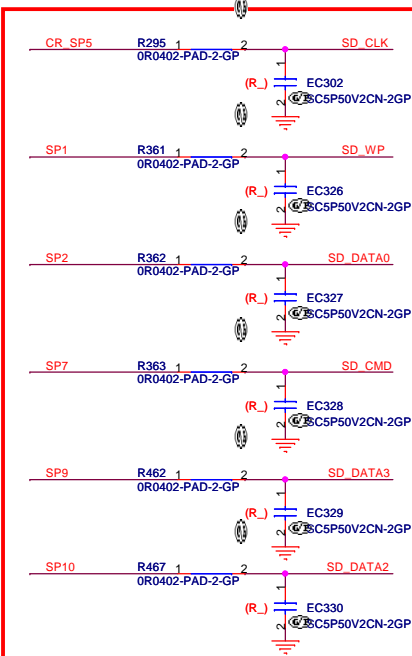 CR_SP5 R295 1 2 SD_CLK
0R0402-PAD-2-GP
1
(R_) EC302
2 G/P SC5P50V2CN-2GP
SP1 R361 1 2 SD_WP
0R0402-PAD-2-GP
1
(R_) EC326
2 G/P SC5P50V2CN-2GP
SP2 R362 1 2 SD_DATA0
0R0402-PAD-2-GP
1
(R_) EC327
2 G/P SC5P50V2CN-2GP
SP7 R363 1 2 SD_CMD
0R0402-PAD-2-GP
1
(R_) EC328
2 G/P SC5P50V2CN-2GP
SP9 R462 1 2 SD_DATA3
0R0402-PAD-2-GP
1
(R_) EC329
2 G/P SC5P50V2CN-2GP
SP10 R467 1 2 SD_DATA2
0R0402-PAD-2-GP
1
(R_) EC330
2 G/P SC5P50V2CN-2GP